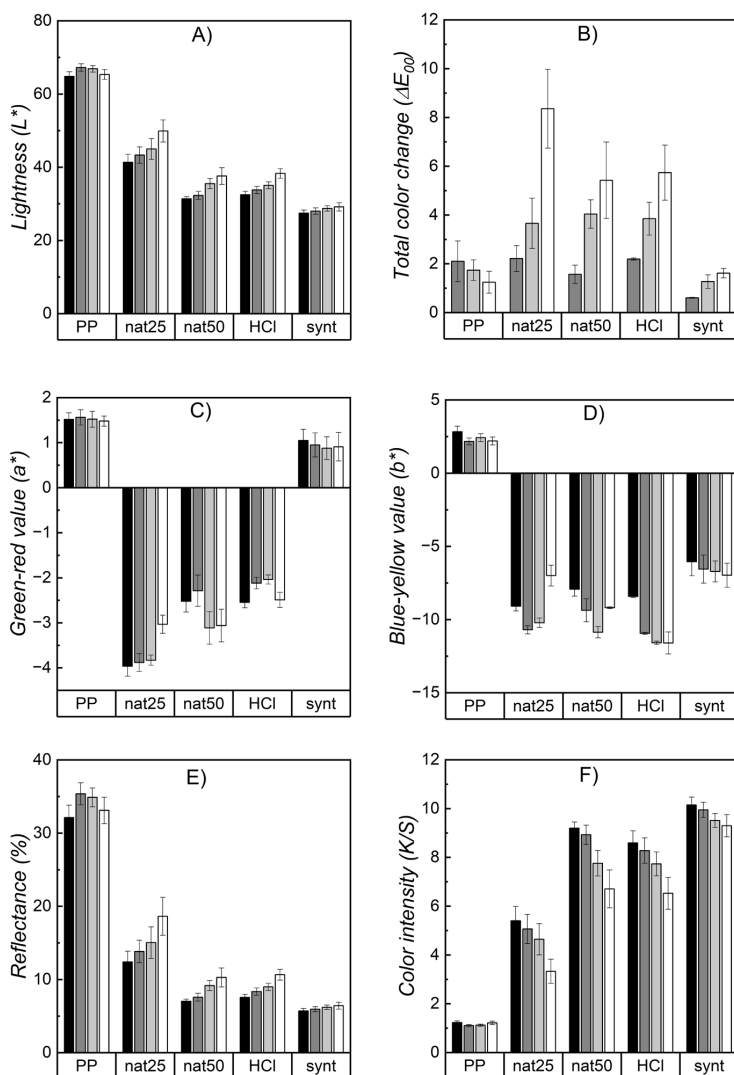 A)
Lightness (L*)
80
60
40
20
0
PP nat25 nat50 HCl synt
B)
Total color change (ΔE00)
12
10
8
6
4
2
0
PP nat25 nat50 HCl synt
C)
Green-red value (a*)
2
1
0
−1
−2
−3
−4
PP nat25 nat50 HCl synt
D)
Blue-yellow value (b*)
5
0
−5
−10
−15
PP nat25 nat50 HCl synt
E)
Reflectance (%)
40
30
20
10
0
PP nat25 nat50 HCl synt
F)
Color intensity (K/S)
12
10
8
6
4
2
0
PP nat25 nat50 HCl synt